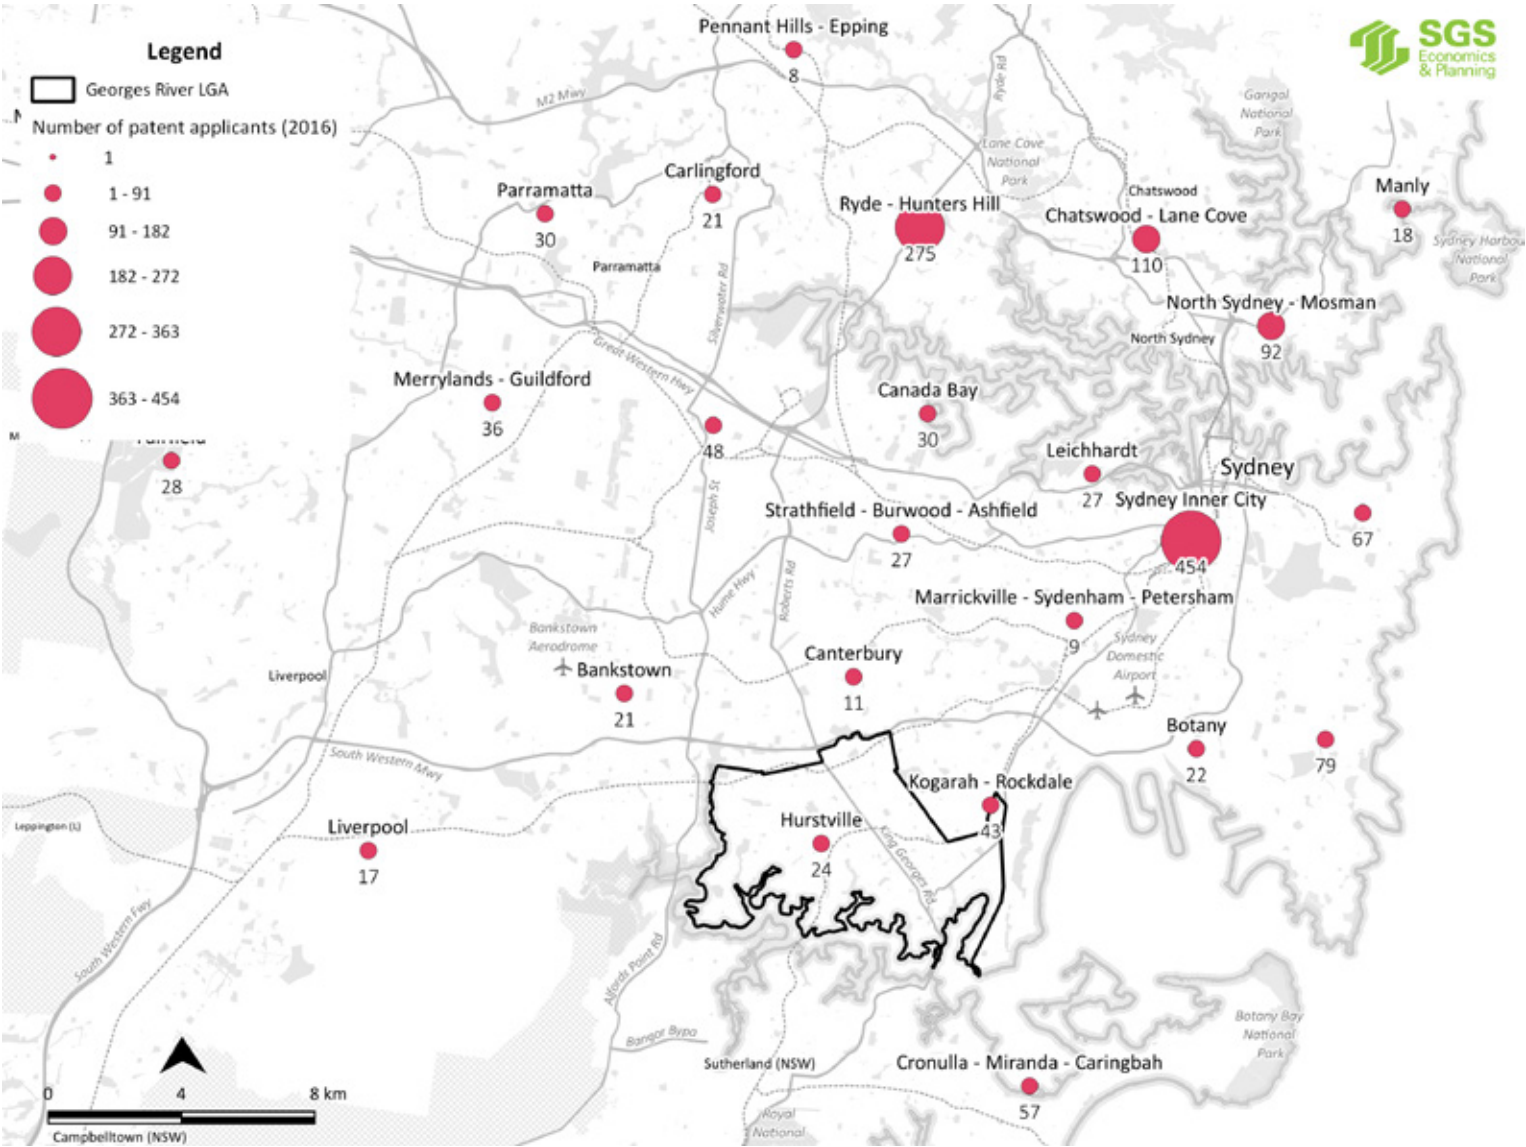 Legend
Georges River LGA
Number of patent applicants (2016)
1
1 - 91
91 - 182
182 - 272
272 - 363
363 - 454
SGS
Economics
& Planning
Pennant Hills - Epping
8
M2 Mwy
Ryde Rd
Lane Cove
National
Park
Garigal
National
Park
Carlingford
21
Parramatta
30
Parramatta
Silverwater Rd
Ryde - Hunters Hill
275
Chatswood
Chatswood - Lane Cove
110
Manly
18
Sydney Harbour
National
Park
North Sydney - Mosman
North Sydney
92
Great Western Hwy
Merrylands - Guildford
36
Canada Bay
30
48
Fairfield
28
Leichhardt
27
Sydney
Sydney Inner City
454
67
Joseph St
Strathfield - Burwood - Ashfield
27
Hume Hwy
Roberts Rd
Marrickville - Sydenham - Petersham
9
Sydney
Domestic
Airport
Bankstown
Aerodrome
Bankstown
21
Liverpool
Canterbury
11
Botany
22
79
South Western Mwy
Kogarah - Rockdale
43
Hurstville
24
King Georges Rd
Leppington (L)
Liverpool
17
South Western Fwy
Alfords Point Rd
Bangor Bypa
Sutherland (NSW)
Cronulla - Miranda - Caringbah
57
Botany Bay
National
Park
Royal
National
0
4
8 km
Campbelltown (NSW)